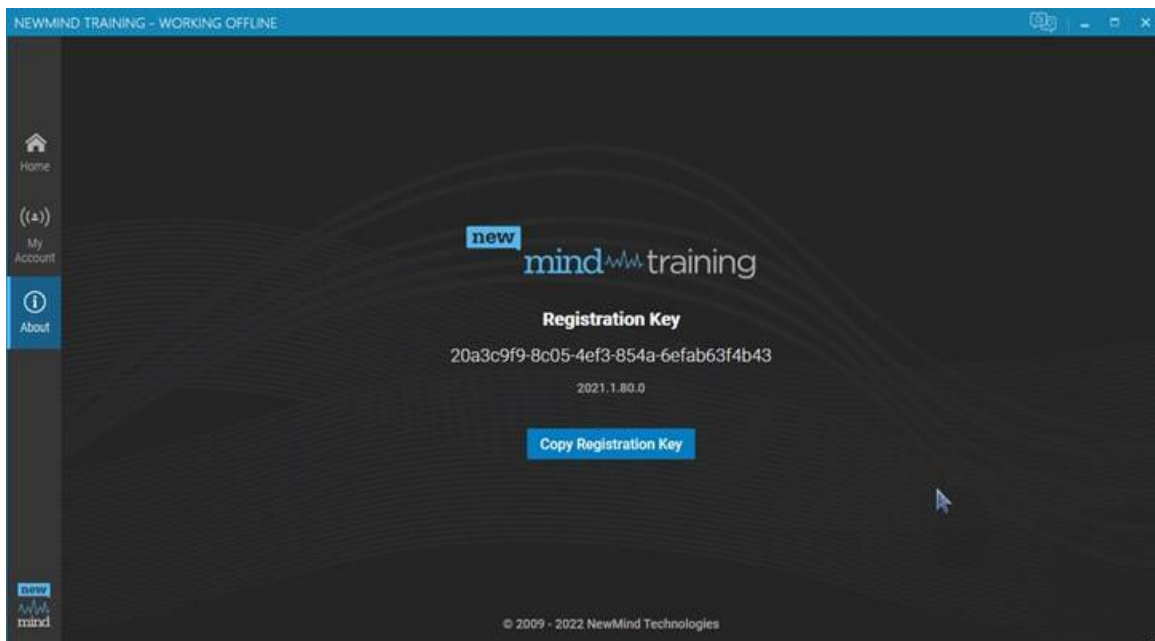 NEWMIND TRAINING - WORKING OFFLINE
Home
My
Account
About
new
mind training
Registration Key
20a3c9f9-8c05-4ef3-854a-6efab63f4b43
2021.1.80.0
Copy Registration Key
new
mind
© 2009 - 2022 NewMind Technologies